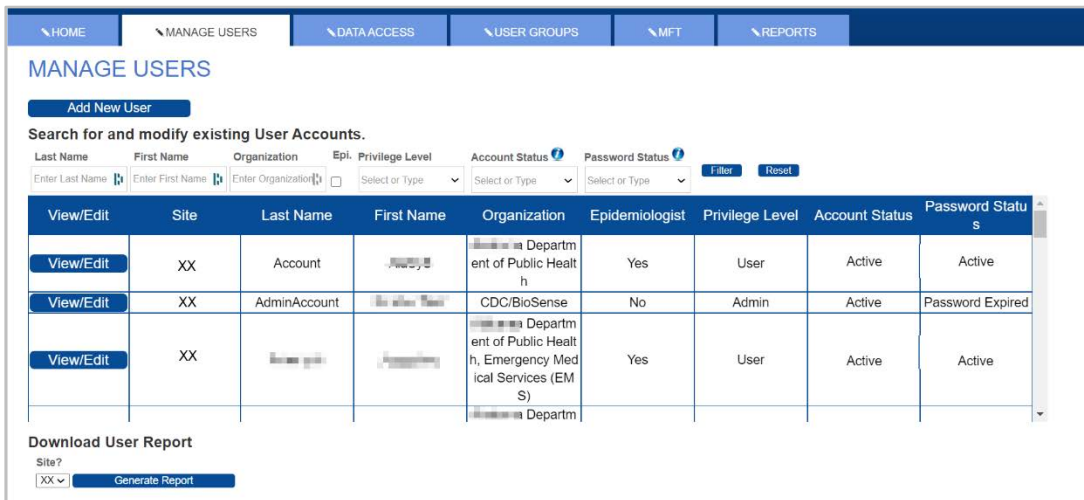 HOME MANAGE USERS DATA ACCESS USER GROUPS MFT REPORTS
MANAGE USERS
Add New User
Search for and modify existing User Accounts.
Last Name First Name Organization Epi. Privilege Level Account Status Password Status
Enter Last Name Enter First Name Enter Organization Select or Type Select or Type Select or Type Filter Reset
View/Edit Site Last Name First Name Organization Epidemiologist Privilege Level Account Status Password Statu
s
Departm
View/Edit XX Account ent of Public Healt Yes User Active Active
h
View/Edit XX AdminAccount CDC/BioSense No Admin Active Password Expired
Departm
ent of Public Healt
View/Edit XX h, Emergency Med Yes User Active Active
ical Services (EM
S)
Departm
Download User Report
Site?
XX Generate Report